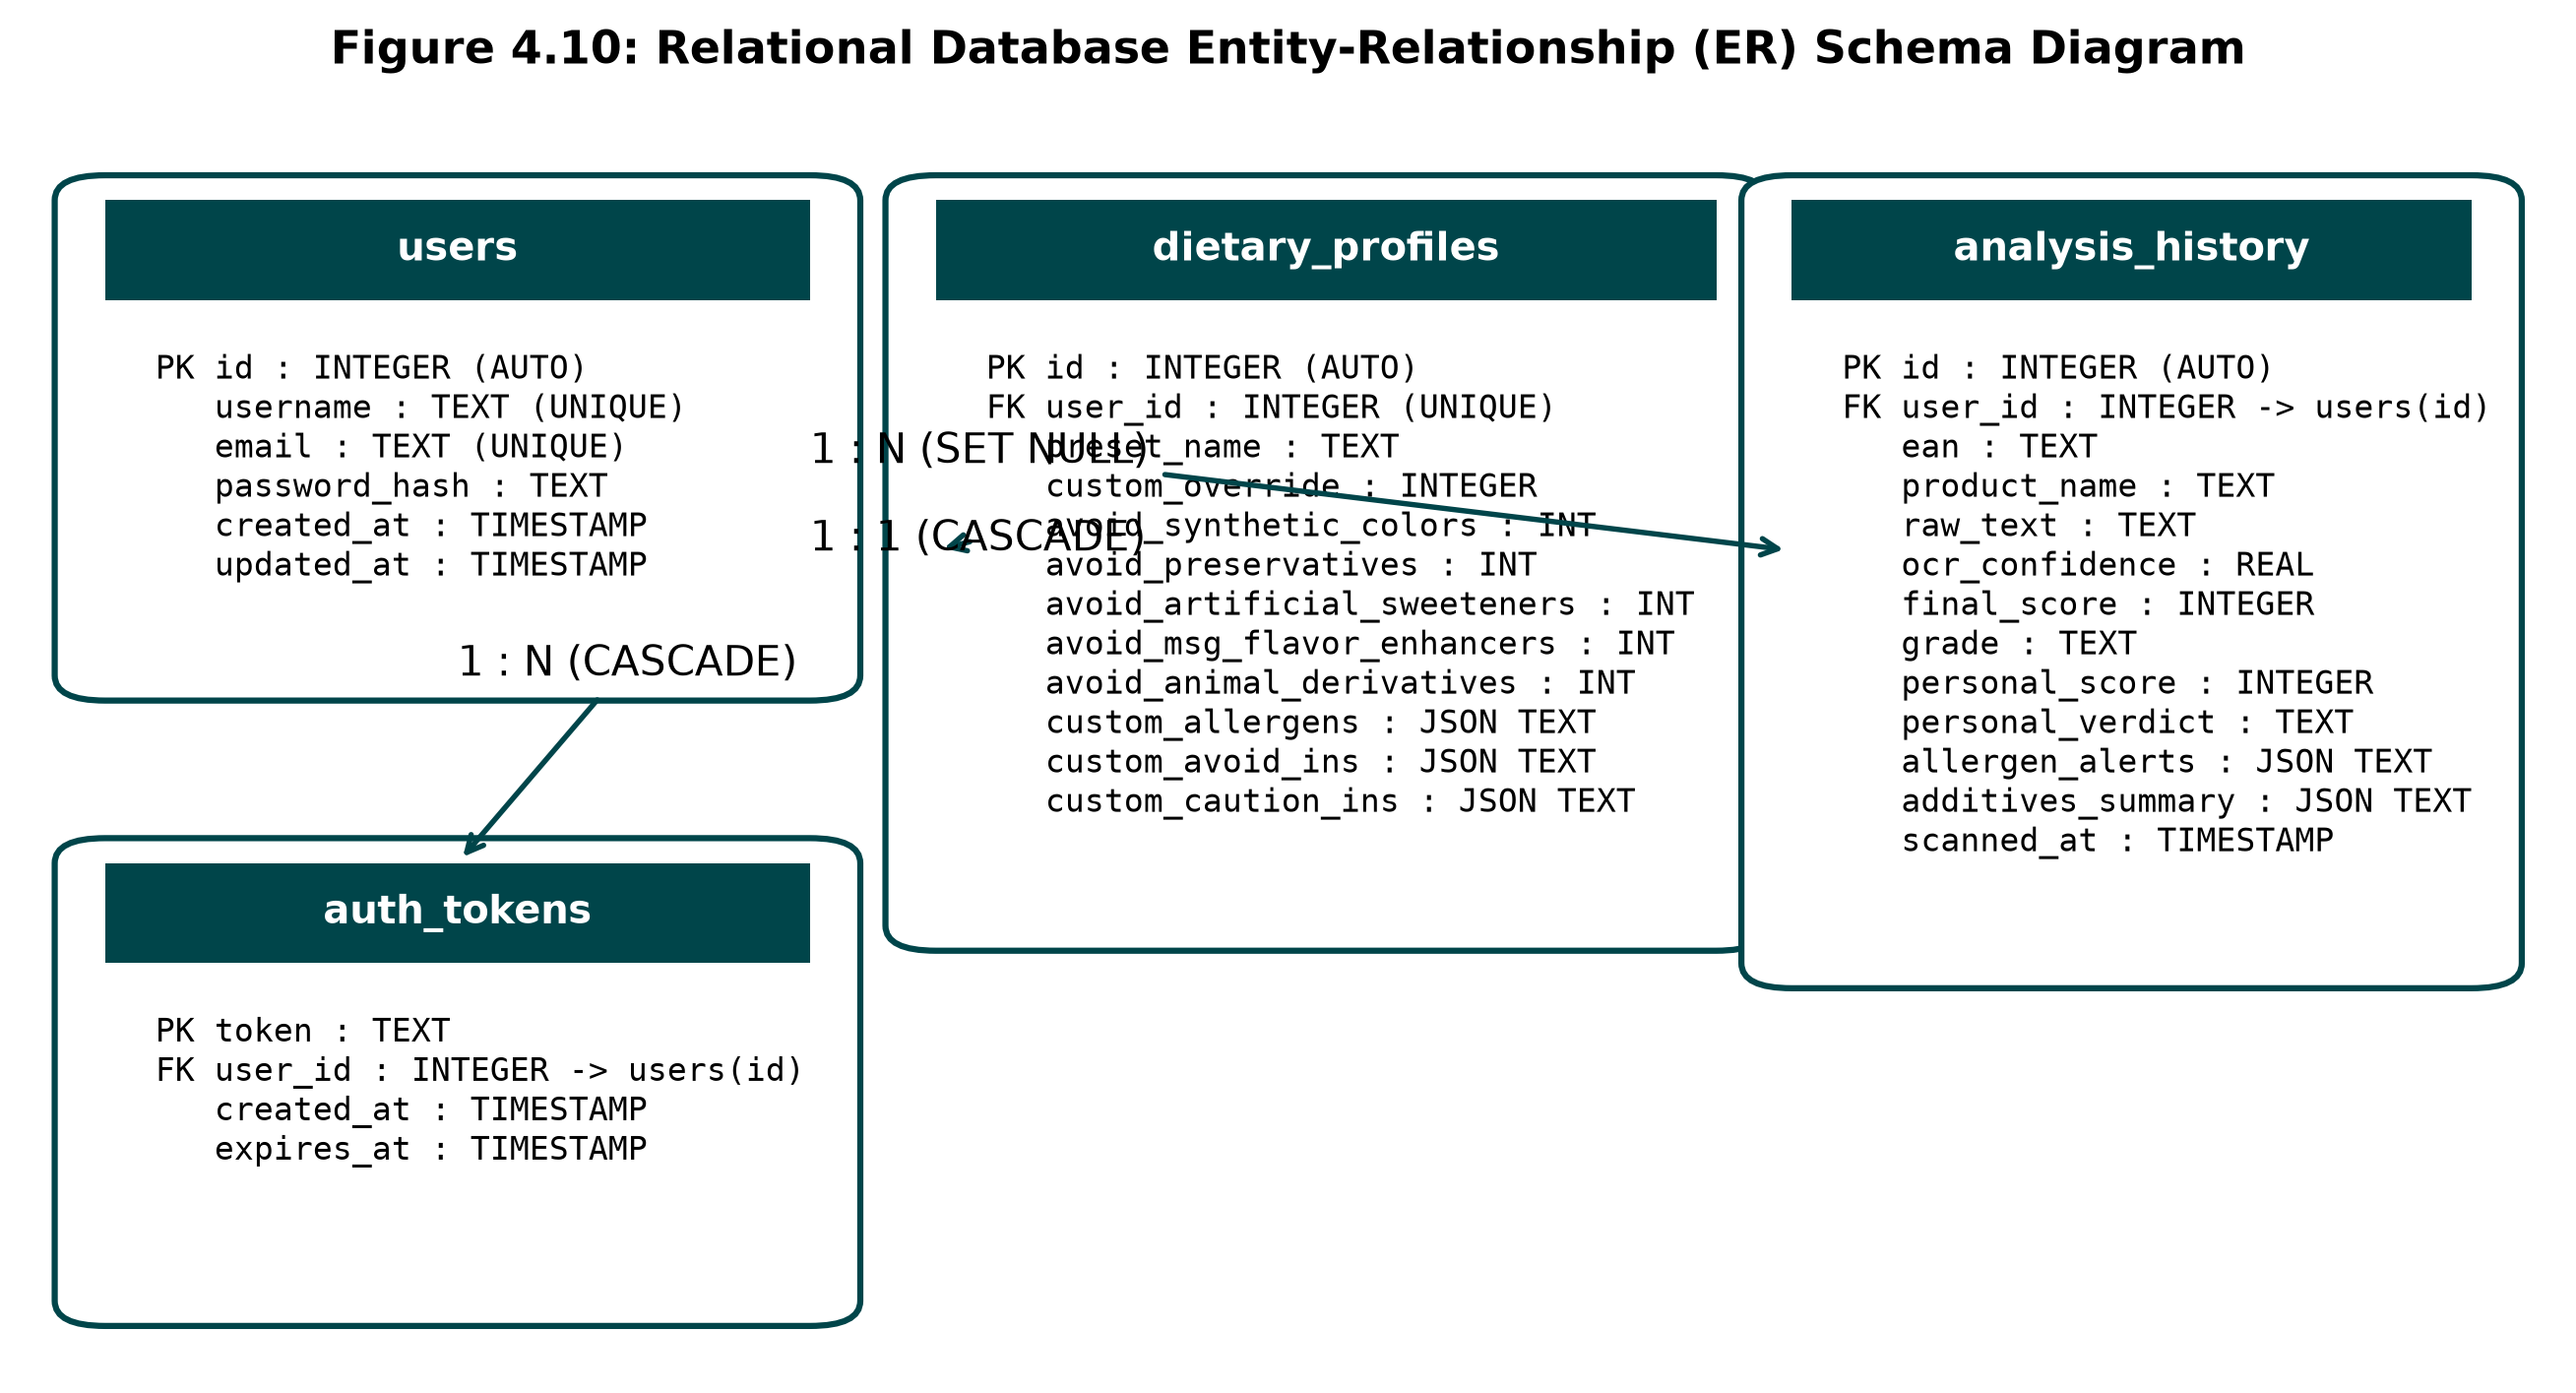 Figure 4.10: Relational Database Entity-Relationship (ER) Schema Diagram
users
PK id : INTEGER (AUTO)
username : TEXT (UNIQUE)
email : TEXT (UNIQUE)
password_hash : TEXT
created_at : TIMESTAMP
updated_at : TIMESTAMP
1 : N (CASCADE)
auth_tokens
PK token : TEXT
FK user_id : INTEGER -> users(id)
created_at : TIMESTAMP
expires_at : TIMESTAMP
1 : N (SET NULL)
1 : 1 (CASCADE)
dietary_profiles
PK id : INTEGER (AUTO)
FK user_id : INTEGER (UNIQUE)
preset_name : TEXT
custom_override : INTEGER
avoid_synthetic_colors : INT
avoid_preservatives : INT
avoid_artificial_sweeteners : INT
avoid_msg_flavor_enhancers : INT
avoid_animal_derivatives : INT
custom_allergens : JSON TEXT
custom_avoid_ins : JSON TEXT
custom_caution_ins : JSON TEXT
analysis_history
PK id : INTEGER (AUTO)
FK user_id : INTEGER -> users(id)
ean : TEXT
product_name : TEXT
raw_text : TEXT
ocr_confidence : REAL
final_score : INTEGER
grade : TEXT
personal_score : INTEGER
personal_verdict : TEXT
allergen_alerts : JSON TEXT
additives_summary : JSON TEXT
scanned_at : TIMESTAMP